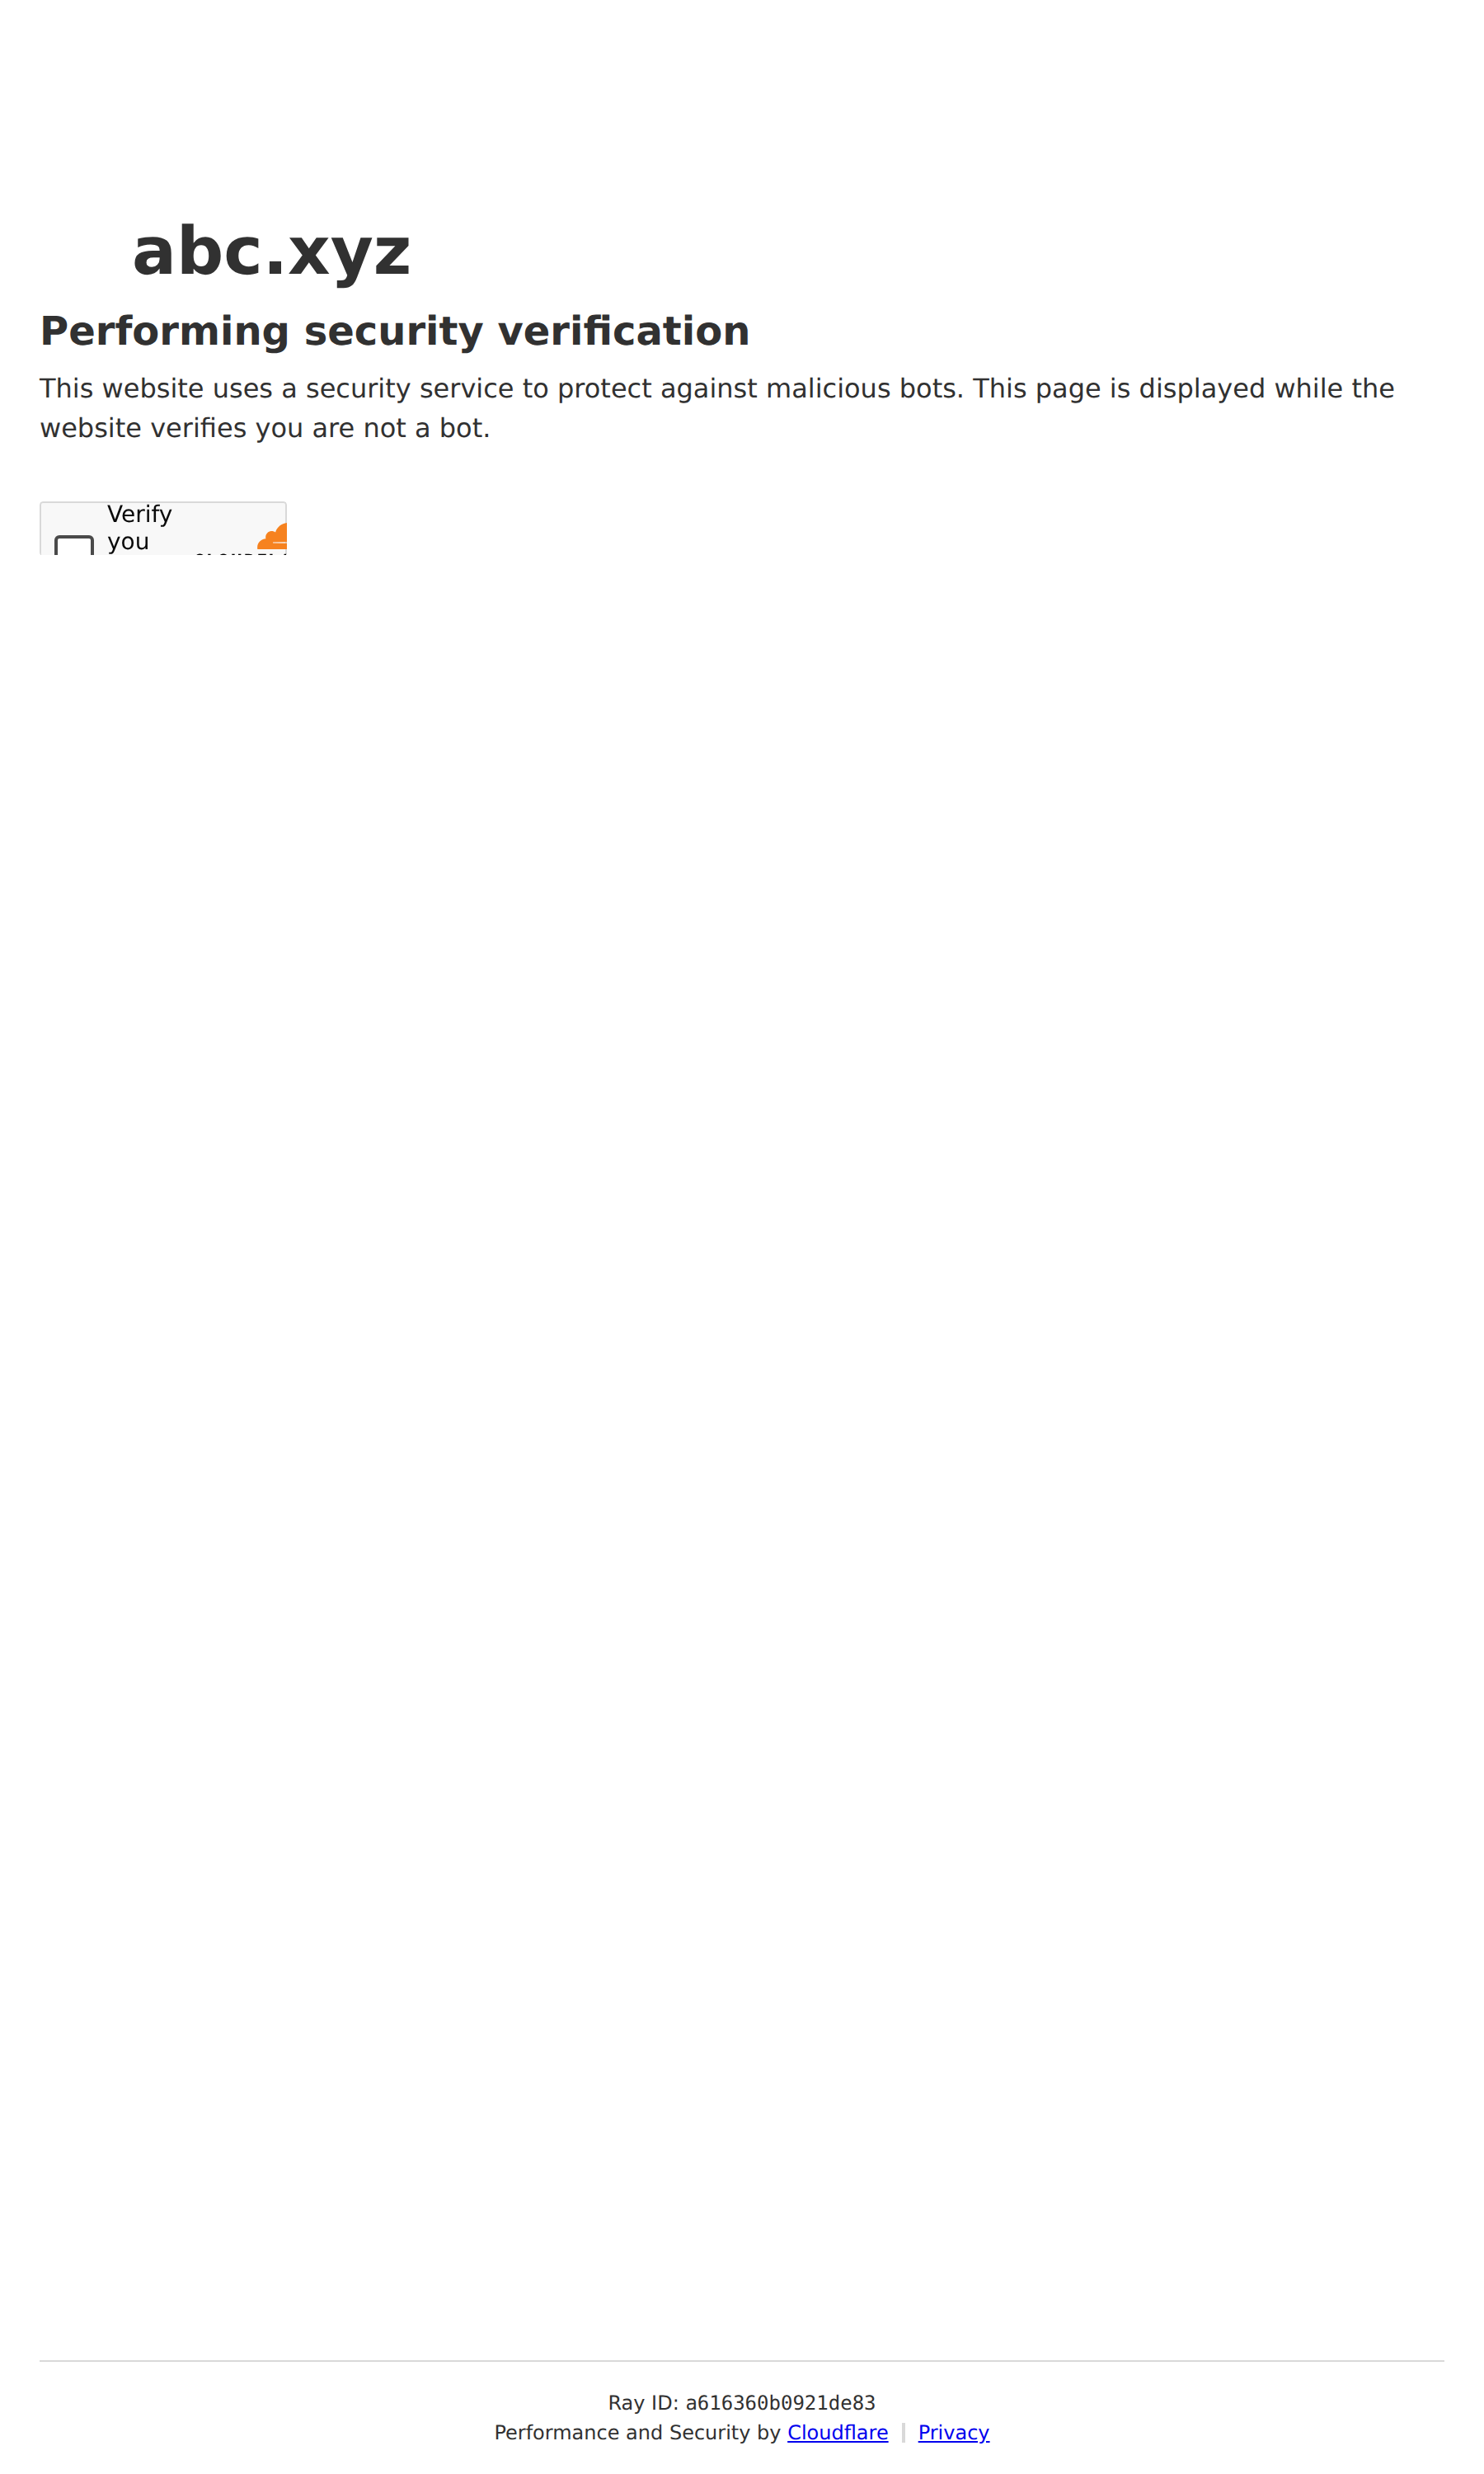 abc.xyz
Performing security verification
This website uses a security service to protect against malicious bots. This page is displayed while the
website verifies you are not a bot.
Verify
you
Ray ID: a616360b0921de83
Performance and Security by Cloudflare | Privacy